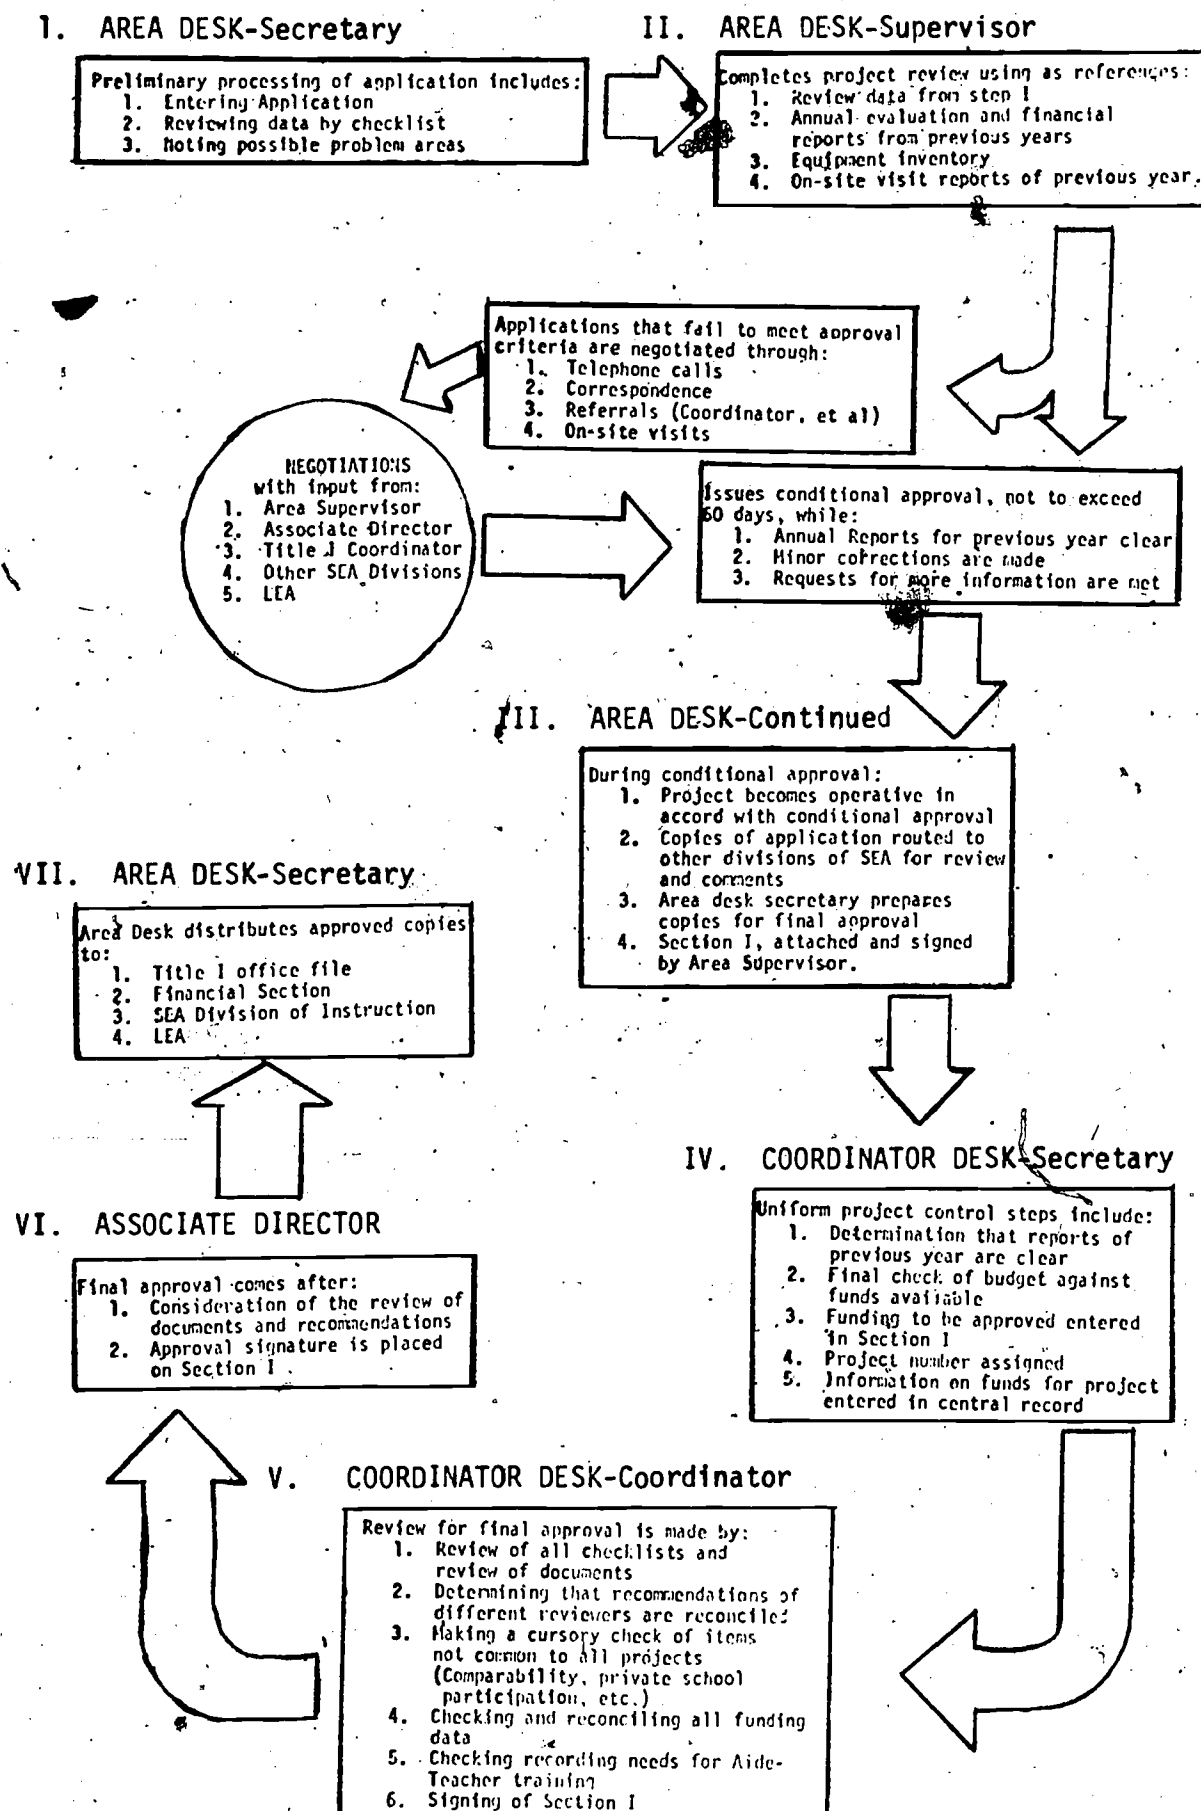 I. AREA DESK-Secretary
Preliminary processing of application includes:
1. Entering Application
2. Reviewing data by checklist
3. Noting possible problem areas
II. AREA DESK-Supervisor
Completes project review using as references:
1. Review data from step I
2. Annual evaluation and financial
reports from previous years
3. Equipment inventory
4. On-site visit reports of previous year.
Applications that fail to meet approval
criteria are negotiated through:
1. Telephone calls
2. Correspondence
3. Referrals (Coordinator, et al)
4. On-site visits
NEGOTIATIONS
with input from:
1. Area Supervisor
2. Associate Director
3. Title I Coordinator
4. Other SEA Divisions
5. LEA
Issues conditional approval, not to exceed
60 days, while:
1. Annual Reports for previous year clear
2. Minor corrections are made
3. Requests for more information are met
III. AREA DESK-Continued
During conditional approval:
1. Project becomes operative in
accord with conditional approval
2. Copies of application routed to
other divisions of SEA for review
and comments
3. Area desk secretary prepares
copies for final approval
4. Section I, attached and signed
by Area Supervisor.
IV. COORDINATOR DESK-Secretary
Uniform project control steps include:
1. Determination that reports of
previous year are clear
2. Final check of budget against
funds available
3. Funding to be approved entered
in Section I
4. Project number assigned
5. Information on funds for project
entered in central record
V. COORDINATOR DESK-Coordinator
Review for final approval is made by:
1. Review of all checklists and
review of documents
2. Determining that recommendations of
different reviewers are reconciled
3. Making a cursory check of items
not common to all projects
(Comparability, private school
participation, etc.)
4. Checking and reconciling all funding
data
5. Checking recording needs for Aide-
Teacher training
6. Signing of Section I
VI. ASSOCIATE DIRECTOR
Final approval comes after:
1. Consideration of the review of
documents and recommendations
2. Approval signature is placed
on Section I
VII. AREA DESK-Secretary
Area Desk distributes approved copies
to:
1. Title I office file
2. Financial Section
3. SEA Division of Instruction
4. LEA